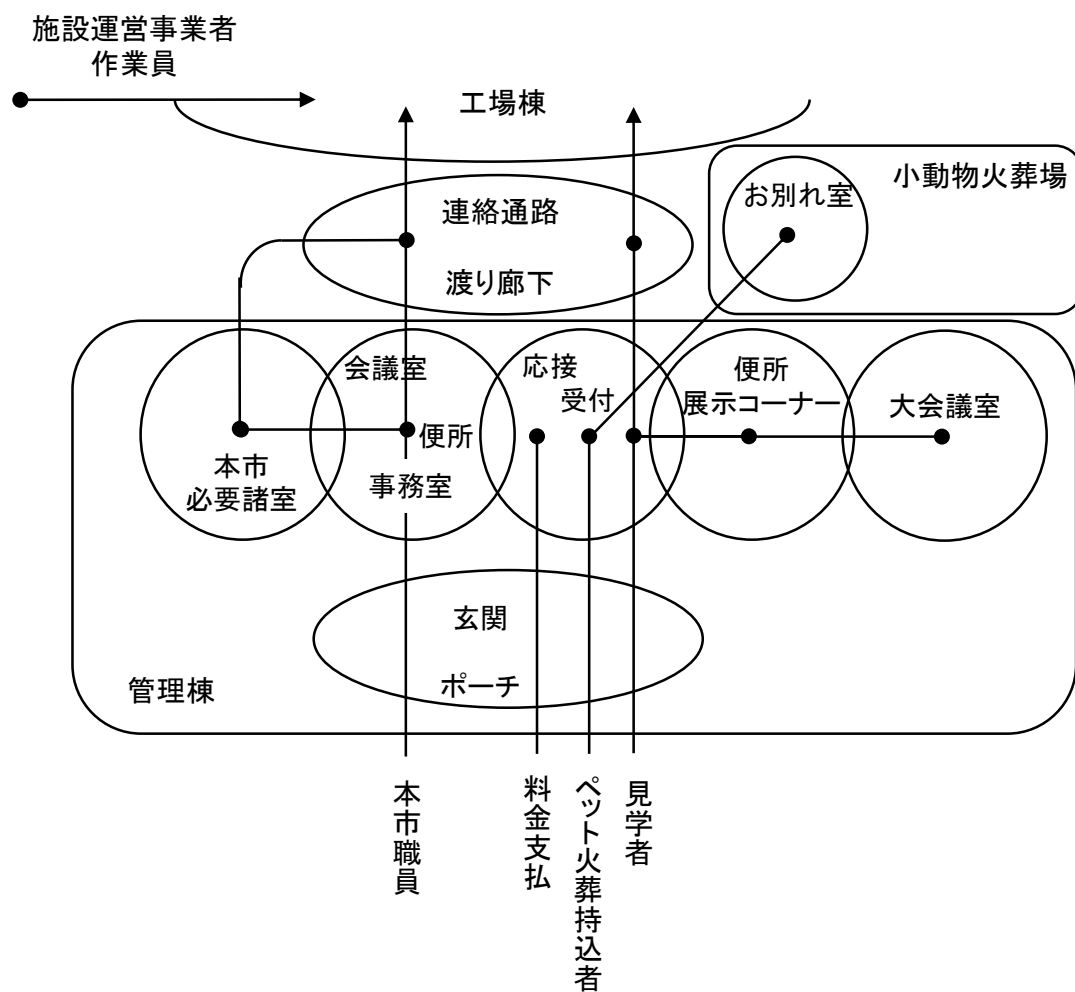 施設運営事業者
作業員
工場棟
小動物火葬場
お別れ室
連絡通路
渡り廊下
会議室
応接
受付
便所
展示コーナー
大会議室
便所
本市
必要諸室
事務室
玄関
ポーチ
管理棟
本市職員
料金支払
ペット火葬持込者
見学者